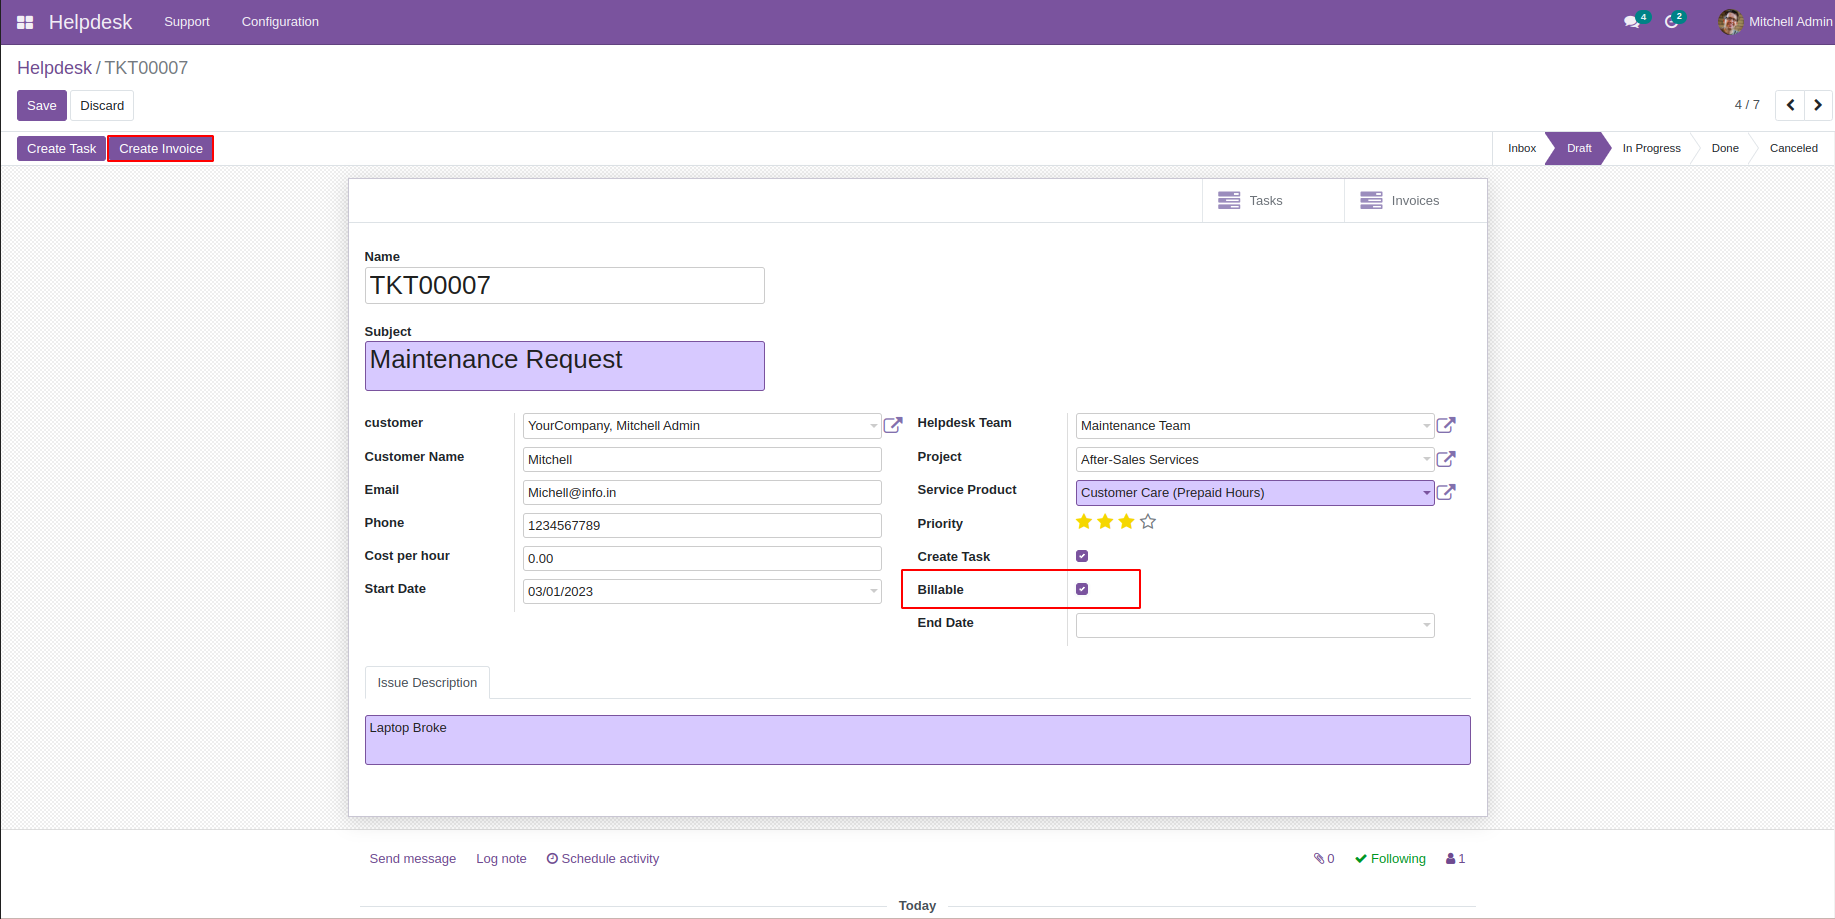 Helpdesk Support Configuration 4 2 Mitchell Admin
Helpdesk / TKT00007
Save Discard 4 / 7
Create Task Create Invoice Inbox Draft In Progress Done Canceled
Tasks Invoices
Name
TKT00007
Subject
Maintenance Request
customer YourCompany, Mitchell Admin Helpdesk Team Maintenance Team
Customer Name Mitchell Project After-Sales Services
Email Michell@info.in Service Product Customer Care (Prepaid Hours)
Phone 1234567789 Priority
Cost per hour 0.00 Create Task
Start Date 03/01/2023 Billable
End Date
Issue Description
Laptop Broke
Send message Log note Schedule activity 0 Following 1
Today